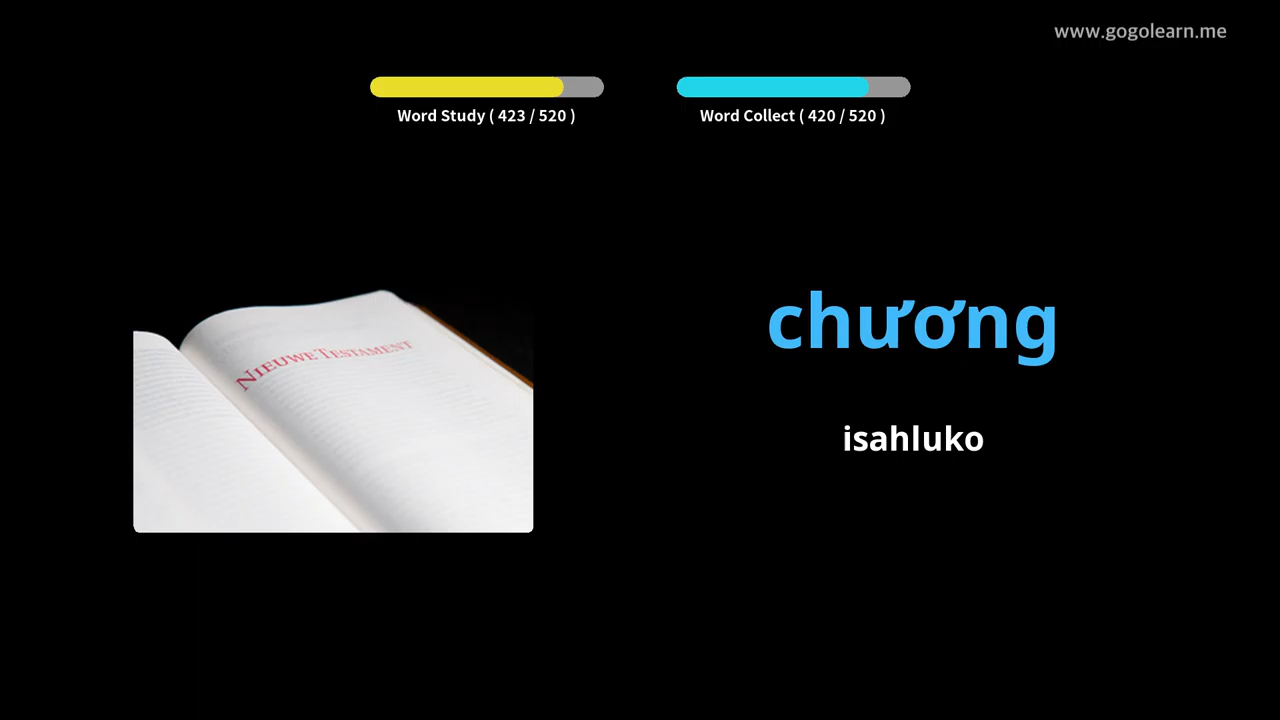 www.gogolearn.me
Word Study ( 423 / 520 )
Word Collect ( 420 / 520 )
NIEUWE TESTAMENT
chương
isahluko